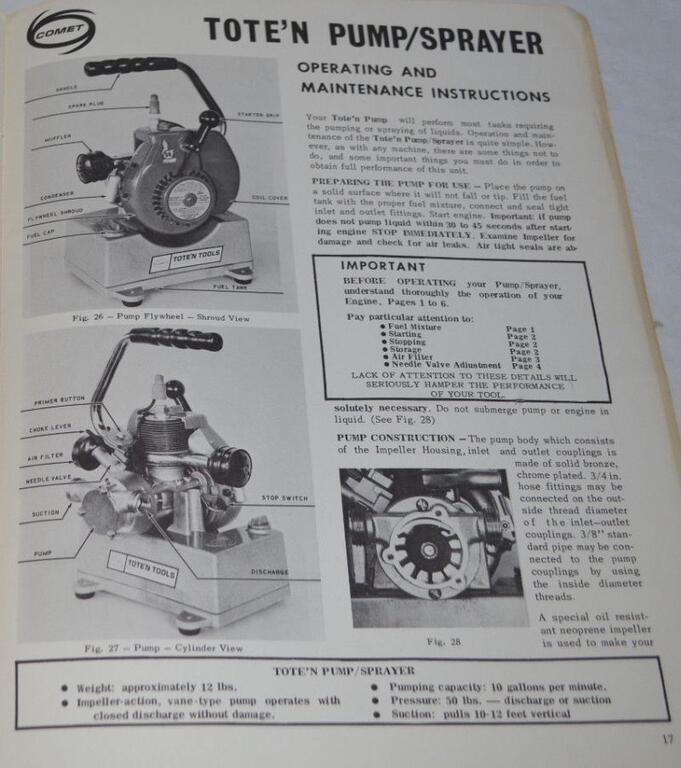 COMET
TOTE'N PUMP/SPRAYER
OPERATING AND
MAINTENANCE INSTRUCTIONS
HANDLE
SPARK PLUG
STARTER GRIP
MUFFLER
CONDENSER
COIL COVER
FLYWHEEL SHROUD
FUEL CAP
TOTE'N TOOLS
FUEL TANK
Fig. 26 — Pump Flywheel — Shroud View
Your Tote'n Pump will perform most tasks requiring
the pumping or spraying of liquids. Operation and main-
tenance of the Tote'n Pump/Sprayer is quite simple. How-
ever, as with any machine, there are some things not to
do, and some important things you must do in order to
obtain full performance of this unit.
PREPARING THE PUMP FOR USE — Place the pump on
a solid surface where it will not fall or tip. Fill the fuel
tank with the proper fuel mixture, connect and seal tight
inlet and outlet fittings. Start engine. Important: if pump
does not pump liquid within 30 to 45 seconds after start-
ing engine STOP IMMEDIATELY. Examine Impeller for
damage and check for air leaks. Air tight seals are ab-
IMPORTANT
BEFORE OPERATING your Pump/Sprayer,
understand thoroughly the operation of your
Engine, Pages 1 to 6.
Pay particular attention to:
● Fuel Mixture Page 1
● Starting Page 2
● Stopping Page 2
● Storage Page 2
● Air Filter Page 3
● Needle Valve Adjustment Page 4
LACK OF ATTENTION TO THESE DETAILS WILL
SERIOUSLY HAMPER THE PERFORMANCE
OF YOUR TOOL.
solutely necessary. Do not submerge pump or engine in
liquid. (See Fig. 28)
PUMP CONSTRUCTION — The pump body which consists
of the Impeller Housing, inlet and outlet couplings is
made of solid bronze,
chrome plated. 3/4 in.
hose fittings may be
connected on the out-
side thread diameter
of the inlet-outlet
couplings. 3/8" stan-
dard pipe may be con-
nected to the pump
couplings by using
the inside diameter
threads.
A special oil resist-
ant neoprene impeller
is used to make your
Fig. 28
PRIMER BUTTON
CHOKE LEVER
AIR FILTER
NEEDLE VALVE
SUCTION
STOP SWITCH
PUMP
TOTE'N TOOLS
DISCHARGE
Fig. 27 — Pump — Cylinder View
TOTE'N PUMP/SPRAYER
● Weight: approximately 12 lbs.
● Impeller-action, vane-type pump operates with
closed discharge without damage.
● Pumping capacity: 10 gallons per minute.
● Pressure: 50 lbs. — discharge or suction
● Suction: pulls 10-12 feet vertical
17